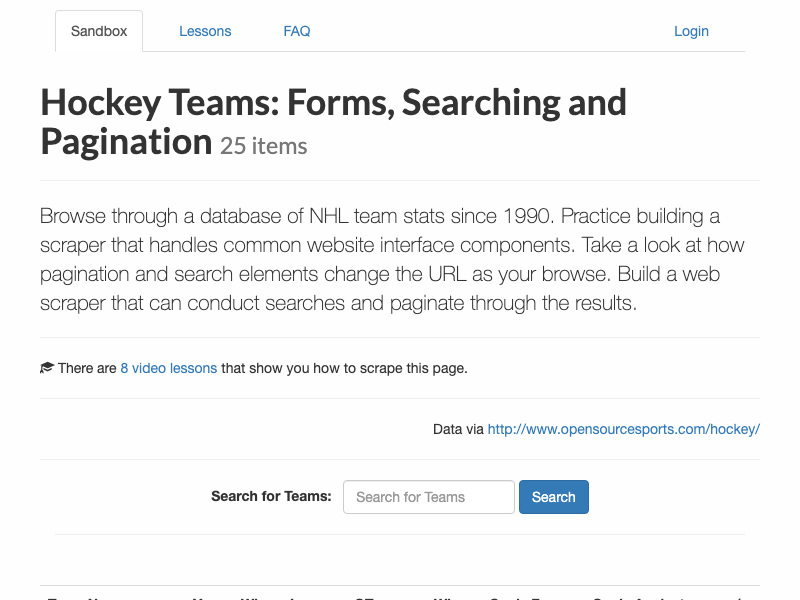 Sandbox Lessons FAQ Login
Hockey Teams: Forms, Searching and
Pagination 25 items
Browse through a database of NHL team stats since 1990. Practice building a
scraper that handles common website interface components. Take a look at how
pagination and search elements change the URL as your browse. Build a web
scraper that can conduct searches and paginate through the results.
There are 8 video lessons that show you how to scrape this page.
Data via http://www.opensourcesports.com/hockey/
Search for Teams: Search for Teams Search